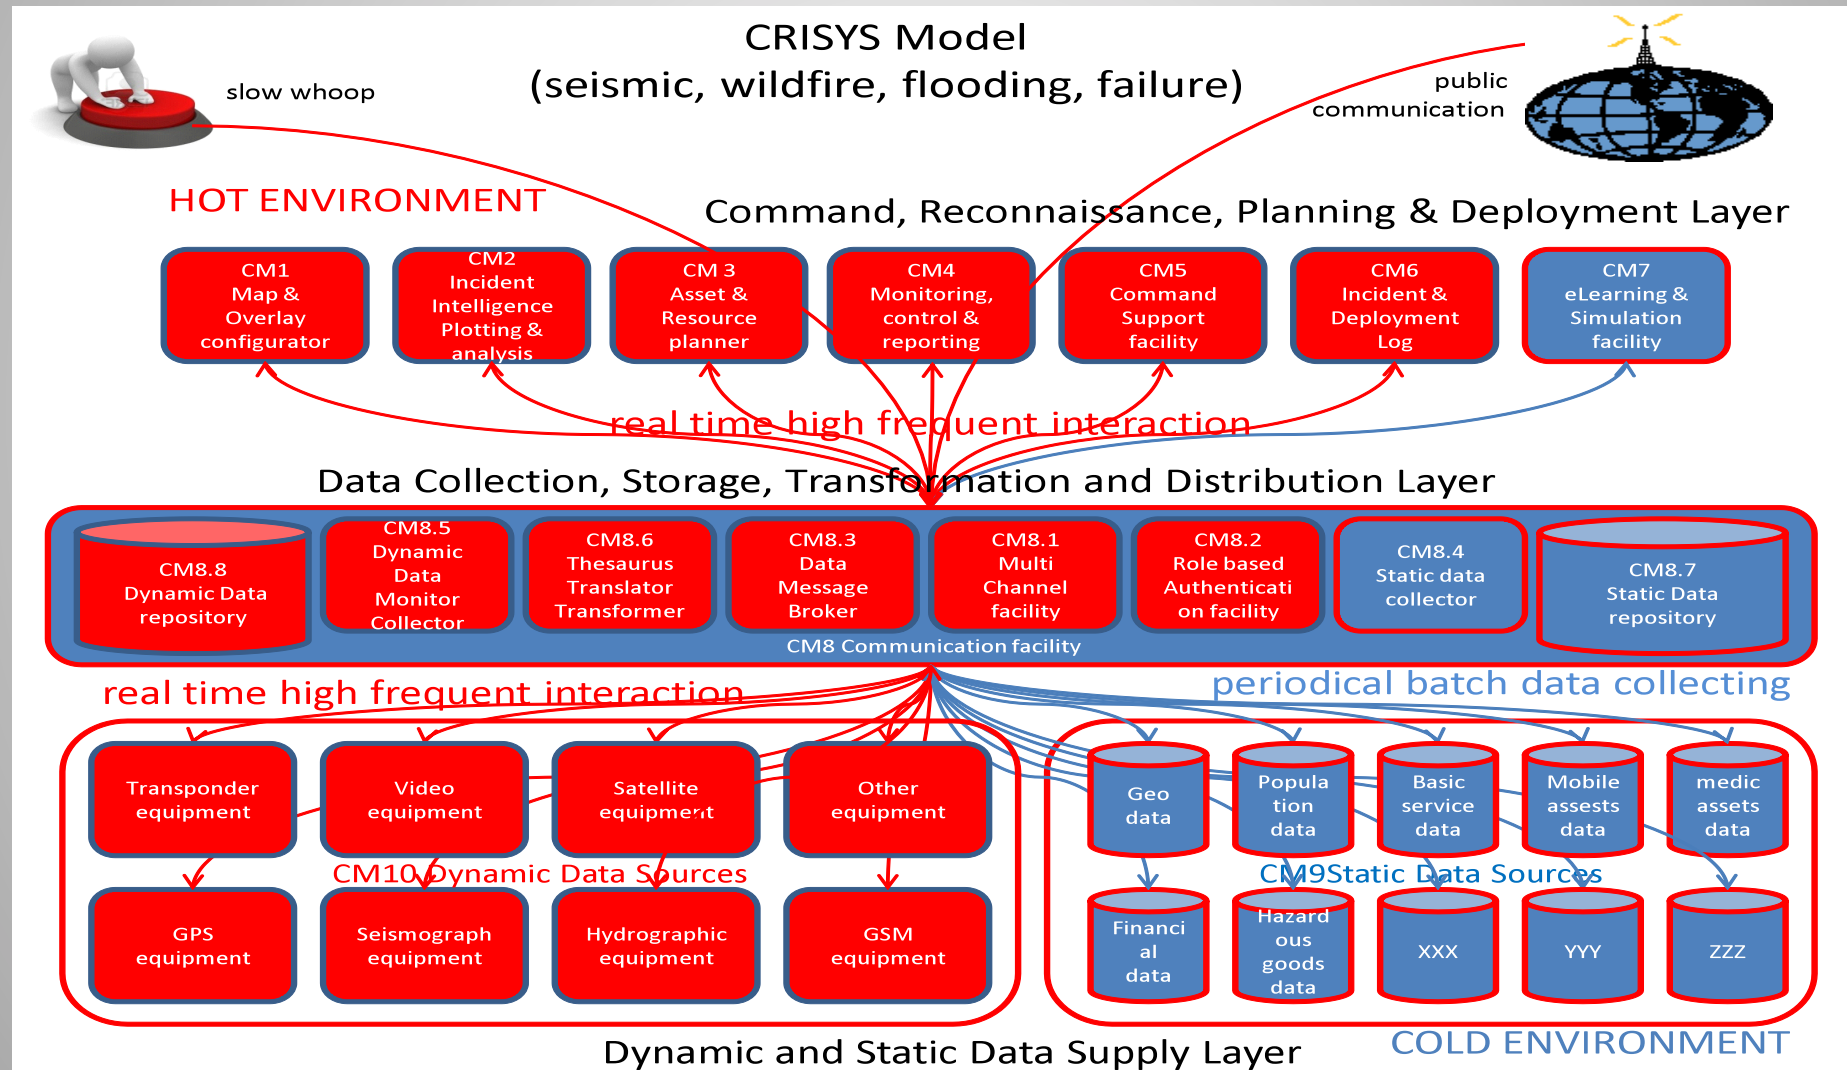 CRISYS Model
(seismic, wildfire, flooding, failure)
slow whoop
public
communication
HOT ENVIRONMENT
Command, Reconnaissance, Planning & Deployment Layer
CM1
Map &
Overlay
configurator
CM2
Incident
Intelligence
Plotting &
analysis
CM 3
Asset &
Resource
planner
CM4
Monitoring,
control &
reporting
CM5
Command
Support
facility
CM6
Incident &
Deployment
Log
CM7
eLearning &
Simulation
facility
real time high frequent interaction
Data Collection, Storage, Transformation and Distribution Layer
CM8.8
Dynamic Data
repository
CM8.5
Dynamic
Data
Monitor
Collector
CM8.6
Thesaurus
Translator
Transformer
CM8.3
Data
Message
Broker
CM8.1
Multi
Channel
facility
CM8.2
Role based
Authenticati
on facility
CM8.4
Static data
collector
CM8.7
Static Data
repository
CM8 Communication facility
real time high frequent interaction
periodical batch data collecting
Transponder
equipment
Video
equipment
Satellite
equipment
Other
equipment
CM10 Dynamic Data Sources
GPS
equipment
Seismograph
equipment
Hydrographic
equipment
GSM
equipment
Geo
data
Popula
tion
data
Basic
service
data
Mobile
assests
data
medic
assets
data
CM9Static Data Sources
Financi
al
data
Hazard
ous
goods
data
XXX
YYY
ZZZ
Dynamic and Static Data Supply Layer
COLD ENVIRONMENT